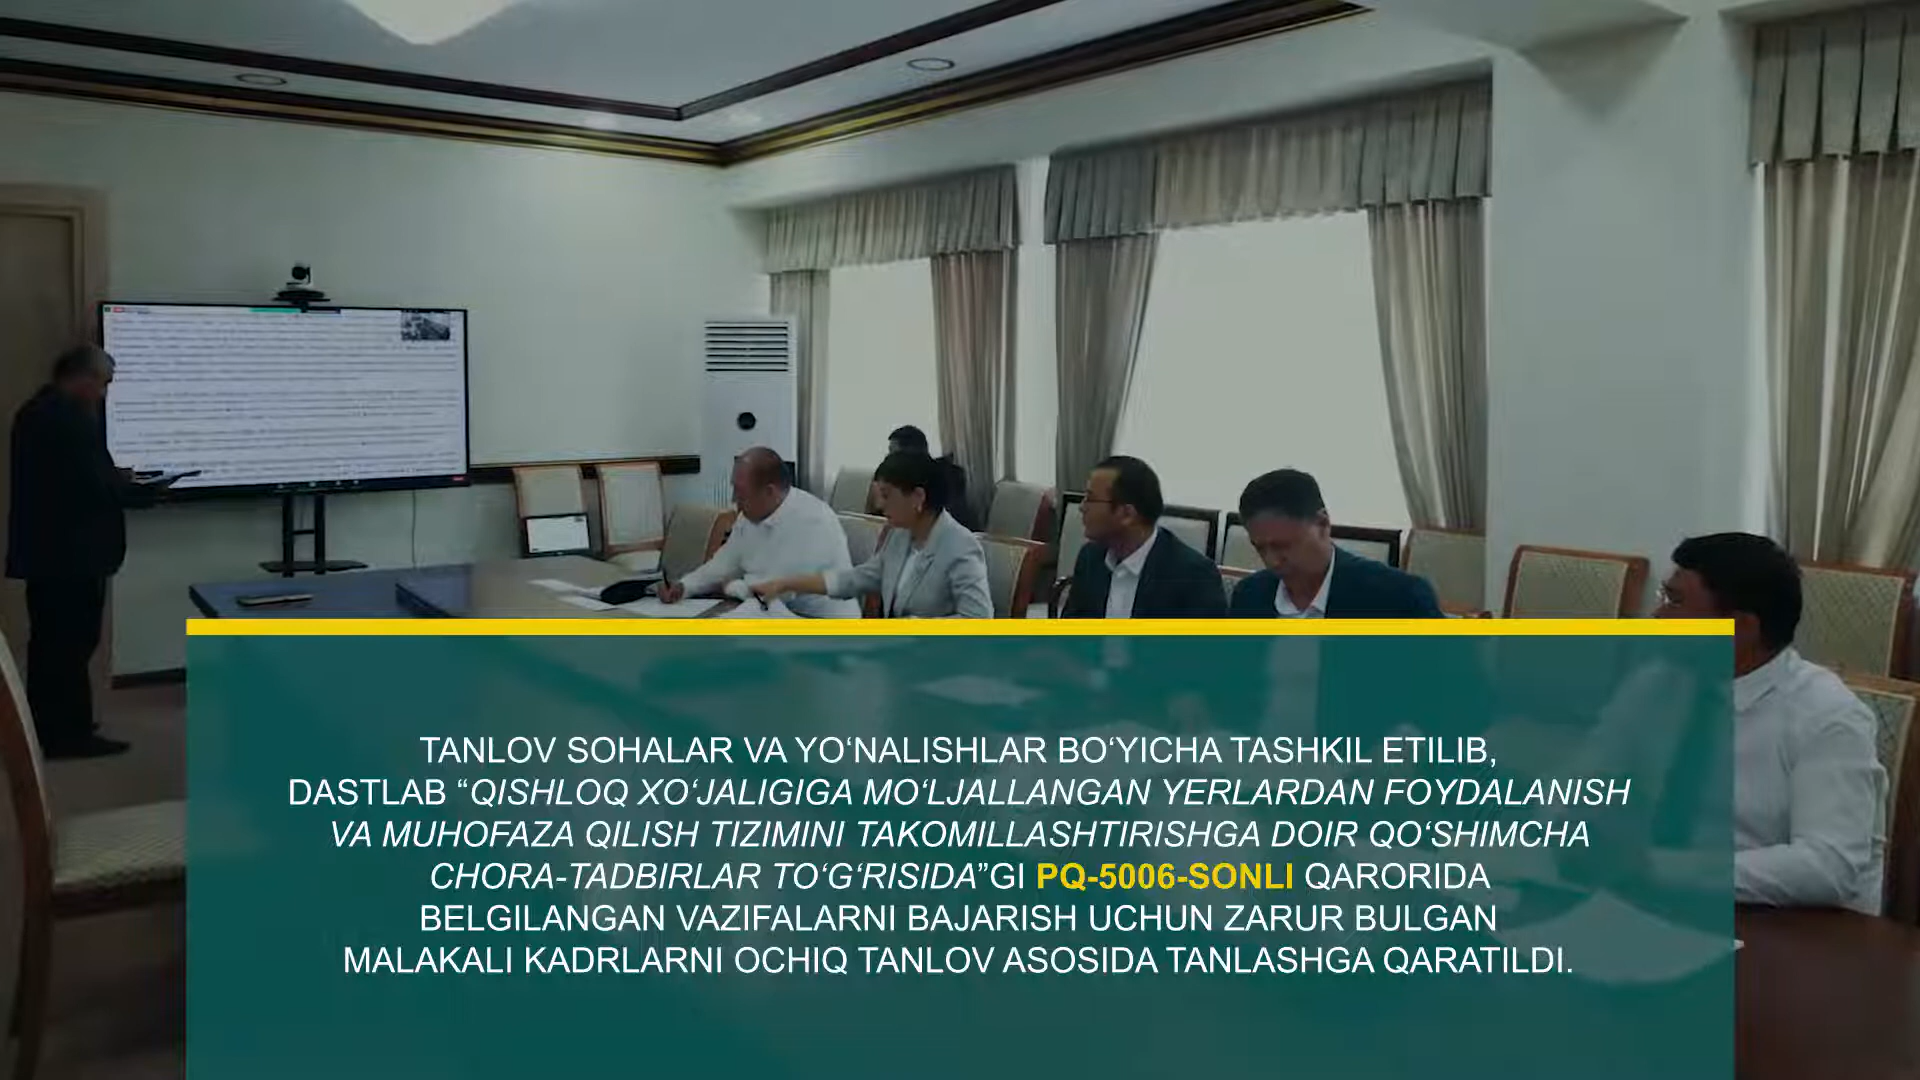 TANLOV SOHALAR VA YO‘NALISHLAR BO‘YICHA TASHKIL ETILIB,
DASTLAB “QISHLOQ XO‘JALIGIGA MO‘LJALLANGAN YERLARDAN FOYDALANISH
VA MUHOFAZA QILISH TIZIMINI TAKOMILLASHTIRISHGA DOIR QO‘SHIMCHA
CHORA-TADBIRLAR TO‘G‘RISIDA”GI PQ-5006-SONLI QARORIDA
BELGILANGAN VAZIFALARNI BAJARISH UCHUN ZARUR BULGAN
MALAKALI KADRLARNI OCHIQ TANLOV ASOSIDA TANLASHGA QARATILDI.